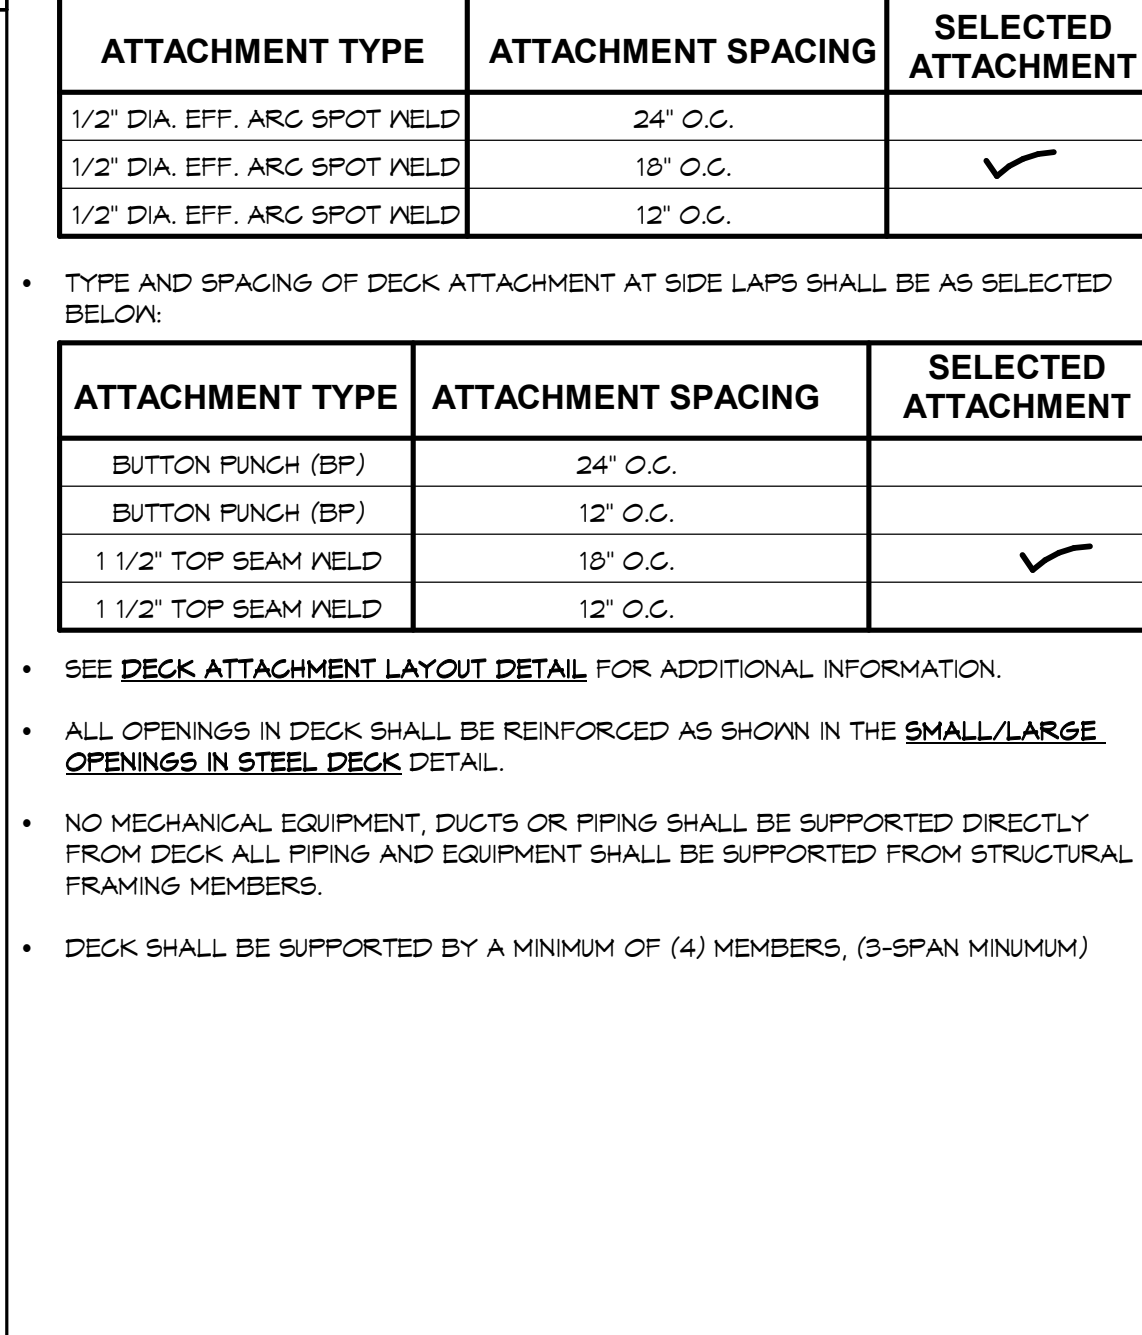 ATTACHMENT TYPE ATTACHMENT SPACING SELECTED ATTACHMENT
1/2" DIA. EFF. ARC SPOT WELD 24" O.C.
1/2" DIA. EFF. ARC SPOT WELD 18" O.C. ✓
1/2" DIA. EFF. ARC SPOT WELD 12" O.C.
• TYPE AND SPACING OF DECK ATTACHMENT AT SIDE LAPS SHALL BE AS SELECTED
BELOW:
ATTACHMENT TYPE ATTACHMENT SPACING SELECTED ATTACHMENT
BUTTON PUNCH (BP) 24" O.C.
BUTTON PUNCH (BP) 12" O.C.
1 1/2" TOP SEAM WELD 18" O.C. ✓
1 1/2" TOP SEAM WELD 12" O.C.
• SEE DECK ATTACHMENT LAYOUT DETAIL FOR ADDITIONAL INFORMATION.
• ALL OPENINGS IN DECK SHALL BE REINFORCED AS SHOWN IN THE SMALL/LARGE
OPENINGS IN STEEL DECK DETAIL.
• NO MECHANICAL EQUIPMENT, DUCTS OR PIPING SHALL BE SUPPORTED DIRECTLY
FROM DECK ALL PIPING AND EQUIPMENT SHALL BE SUPPORTED FROM STRUCTURAL
FRAMING MEMBERS.
• DECK SHALL BE SUPPORTED BY A MINIMUM OF (4) MEMBERS, (3-SPAN MINUMUM)